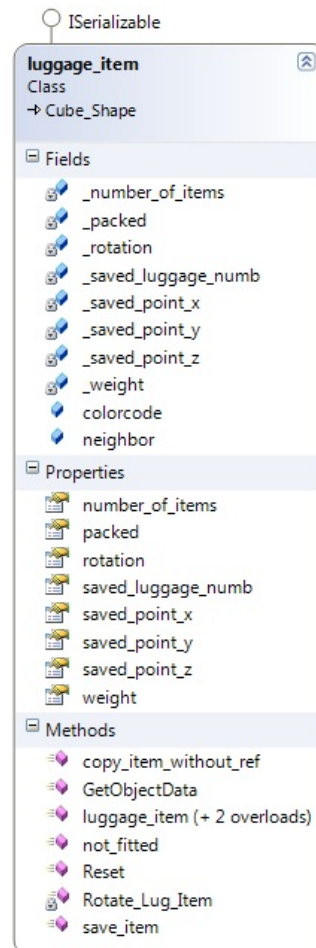 ISerializable
luggage_item
Class
Cube_Shape
Fields
_number_of_items
_packed
_rotation
_saved_luggage_numb
_saved_point_x
_saved_point_y
_saved_point_z
_weight
colorcode
neighbor
Properties
number_of_items
packed
rotation
saved_luggage_numb
saved_point_x
saved_point_y
saved_point_z
weight
Methods
copy_item_without_ref
GetObjectData
luggage_item (+ 2 overloads)
not_fitted
Reset
Rotate_Lug_Item
save_item